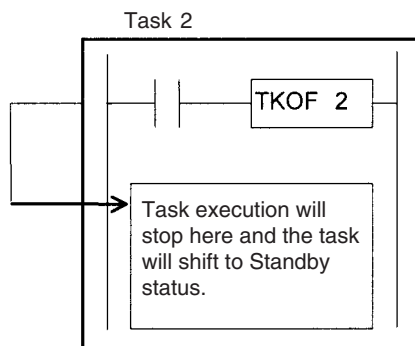 Task 2
TKOF 2
Task execution will
stop here and the task
will shift to Standby
status.